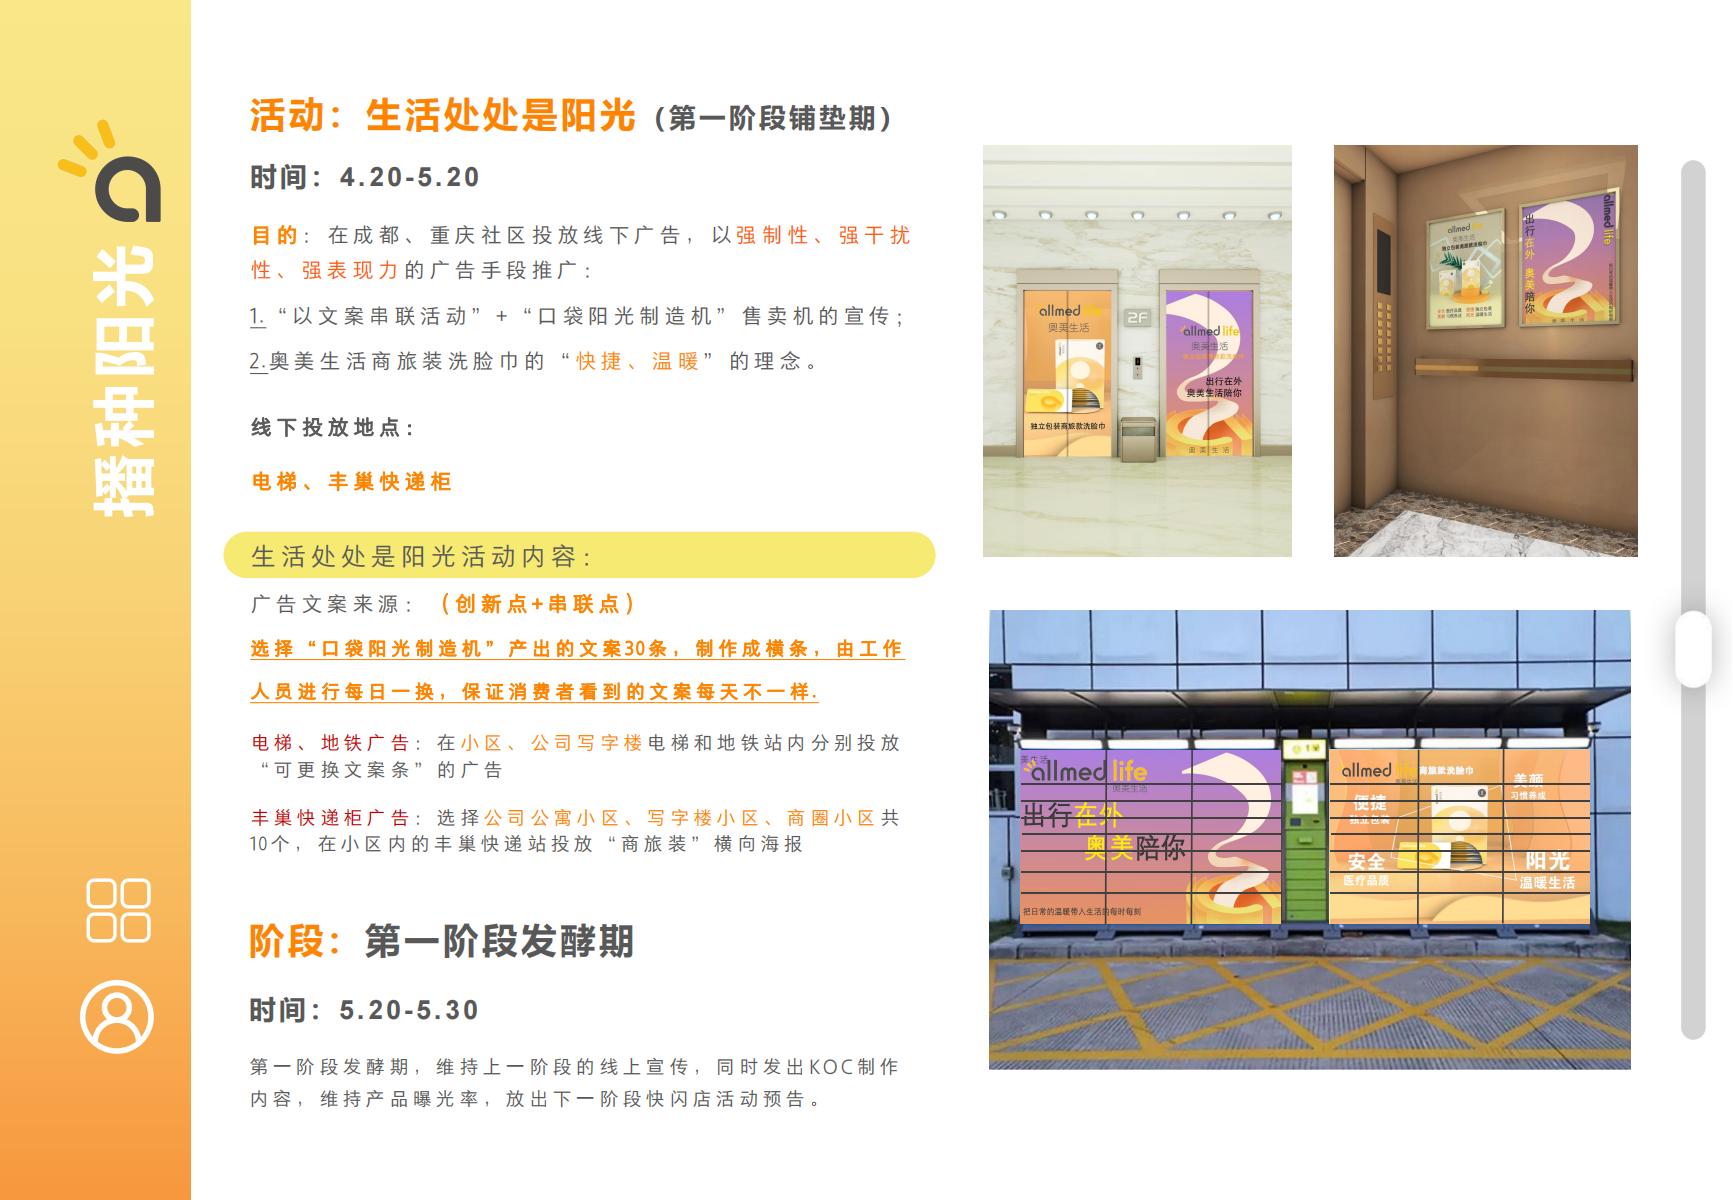 播种阳光
活动：生活处处是阳光（第一阶段铺垫期）
时间：4.20-5.20
目的：在成都、重庆社区投放线下广告，以强制性、强干扰
性、强表现力的广告手段推广：
1.“以文案串联活动”+“口袋阳光制造机”售卖机的宣传；
2.奥美生活商旅装洗脸巾的“快捷、温暖”的理念。
线下投放地点：
电梯、丰巢快递柜
生活处处是阳光活动内容：
广告文案来源：（创新点+串联点）
选择“口袋阳光制造机”产出的文案30条，制作成横条，由工作
人员进行每日一换，保证消费者看到的文案每天不一样.
电梯、地铁广告：在小区、公司写字楼电梯和地铁站内分别投放
“可更换文案条”的广告
丰巢快递柜广告：选择公司公寓小区、写字楼小区、商圈小区共
10个，在小区内的丰巢快递站投放“商旅装”横向海报
阶段：第一阶段发酵期
时间：5.20-5.30
第一阶段发酵期，维持上一阶段的线上宣传，同时发出KOC制作
内容，维持产品曝光率，放出下一阶段快闪店活动预告。
allmed life
奥美生活
独立包装商旅款洗脸巾
2F
allmed life
奥美生活
出行在外
奥美生活陪你
奥美生活
allmed life
奥美生活
独立包装商旅款洗脸巾
allmed life
出行在外 奥美陪你
美生活
allmed life
奥美生活
出行在外
奥美陪你
把日常的温暖带入生活的每时每刻
allmed
商旅款洗脸巾
便捷
独立包装
安全
医疗品质
美颜
习惯养成
阳光
温暖生活